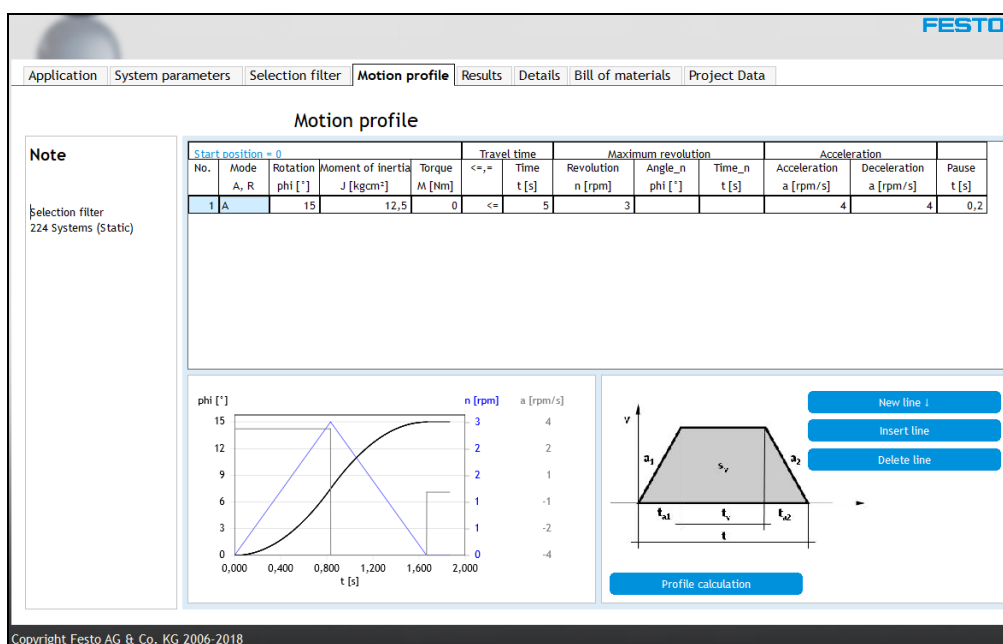 FESTO
Application System parameters Selection filter Motion profile Results Details Bill of materials Project Data
Motion profile
Note
Selection filter
224 Systems (Static)
Start position = 0 Travel time Maximum revolution Acceleration
No. Mode Rotation Moment of inertia Torque <=,= Time Revolution Angle_n Time_n Acceleration Deceleration Pause
A, R phi [°] J [kgcm²] M [Nm] t [s] n [rpm] phi [°] t [s] a [rpm/s] a [rpm/s] t [s]
1 A 15 12,5 0 <= 5 3 4 4 0,2
phi [°] n [rpm] a [rpm/s]
15 3 4
12 2 2
9 2 1
6 1 -1
3 1 -2
0 0 -4
0,000 0,400 0,800 1,200 1,600 2,000
t [s]
v
a1 sv a2
ta1 tv ta2
t
New line ↓
Insert line
Delete line
Profile calculation
Copyright Festo AG & Co. KG 2006-2018